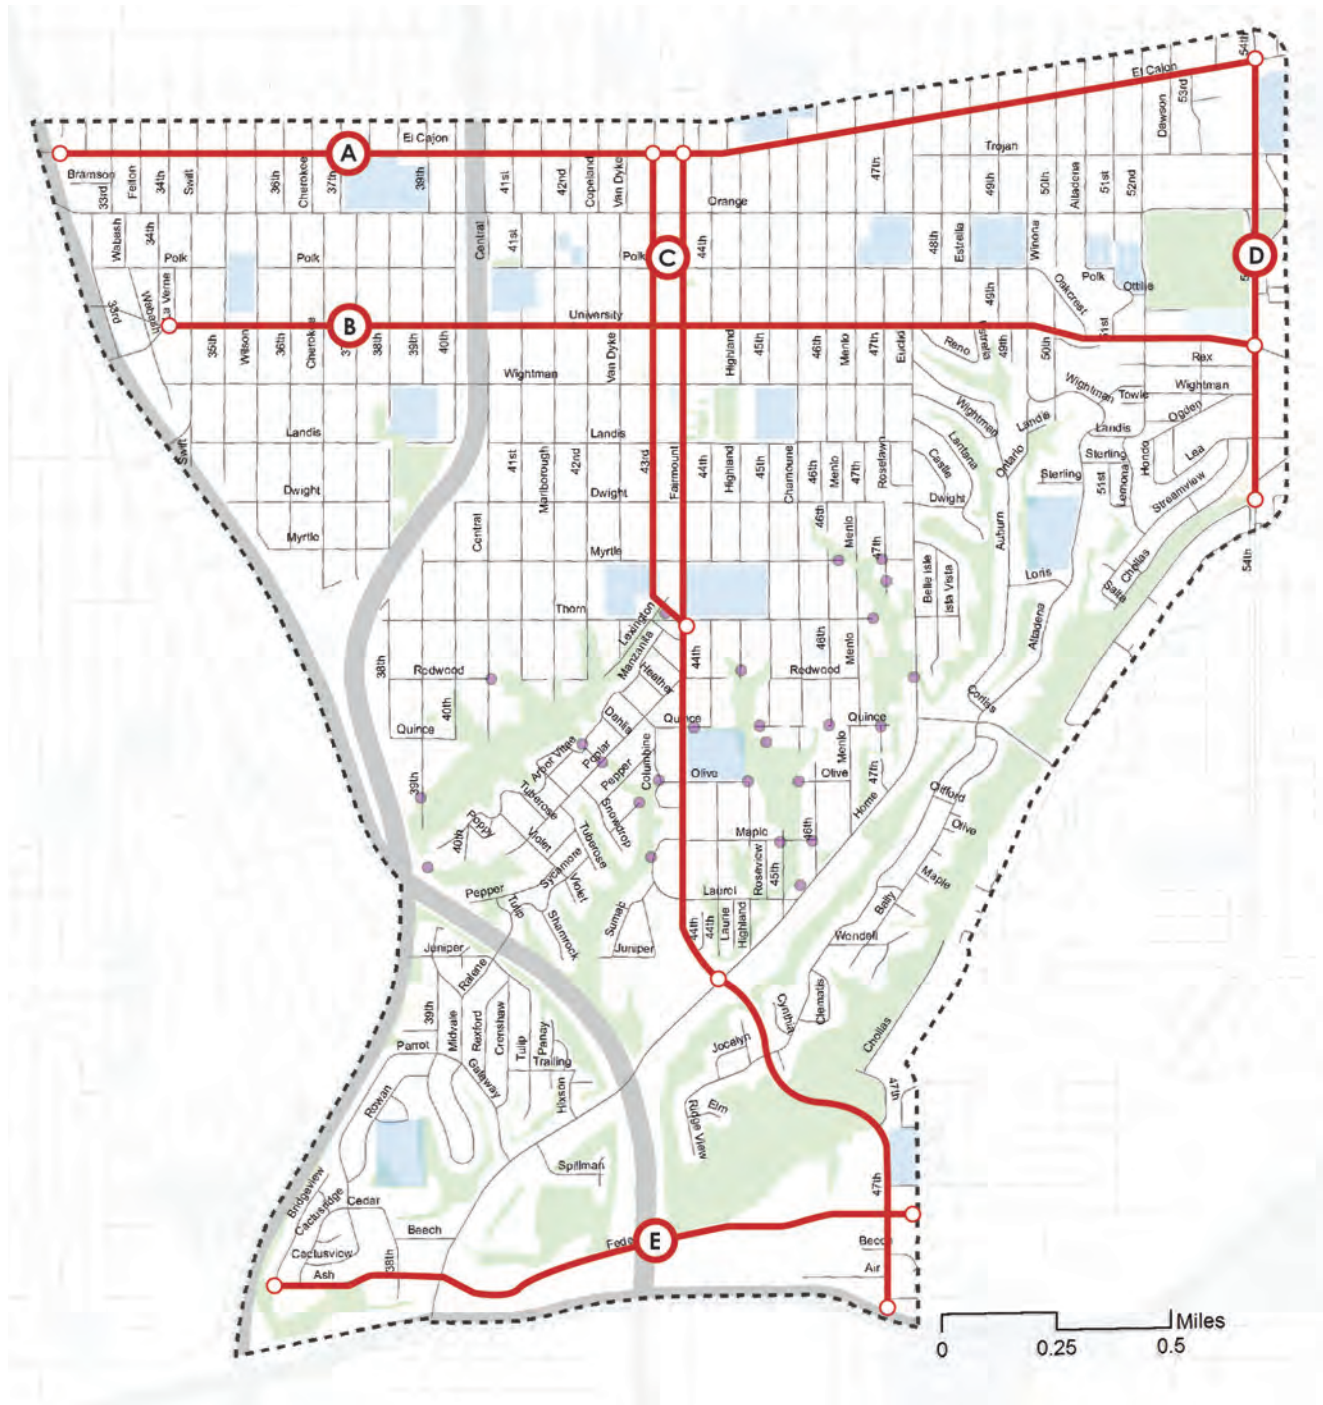 54th
El Cajon
53rd
Dawson
El Cajon
A
Trojan
Bramson
33rd
Felton
34th
Swift
36th
Cherokee
37th
39th
41st
42nd
Copeland
Van Dyke
47th
49th
50th
Altadena
51st
52nd
Orange
Wabash
34th
Polk
Polk
Central
41st
Polk
C
44th
48th
Estrella
Winona
Polk
Ottilie
D
Oakcrest
49th
33rd
Wabash
La Verne
B
University
51st
35th
Wilson
36th
Cherokee
38th
39th
40th
Van Dyke
Highland
45th
46th
Menlo
47th
Euclid
Reno
Estrella
49th
50th
Rex
Wightman
Wightman
Towle
Wightman
Wightman
Landis
Ogden
Landis
Landis
Landis
Swift
41st
Marlborough
42nd
43rd
Fairmount
44th
Highland
45th
Chamoune
46th
Menlo
47th
Roselawn
Castle
Lantana
Ontario
Sterling
Sterling
51st
Lemona
Hondo
Lea
Streamview
Dwight
Dwight
Dwight
Myrtle
Central
Myrtle
46th
Menlo
47th
Auburn
Belle Isle
Isla Vista
Loris
Chollas
Salta
54th
Thorn
Lexington
Manzanita
44th
46th
Menlo
Altadena
38th
Redwood
Heather
Redwood
Corliss
40th
Quince
Dahlia
Quince
Quince
Menlo
Arbor Vitae
Poplar
Pepper
Columbine
Olive
Olive
47th
39th
Tuberose
Snowdrop
Home
Clifford
Olive
40th
Poppy
Violet
Tuberose
Maple
46th
Sycamore
Roseview
45th
Maple
Pepper
Tulip
Violet
Laurel
Bally
Shamrock
Sumac
Juniper
44th
44th
Laurie
Highland
Wendell
Juniper
Ralene
39th
Midvale
Rexford
Crenshaw
Tulip
Panay
Trailing
Cynthia
Clematis
Chollas
Parrot
Galaway
Hixson
Jocelyn
47th
Rowan
Elm
Ridge View
Spillman
Bridgeview
Cactusridge
Cedar
Beech
47th
Cactusview
38th
Fede
E
Ash
Air
Miles
0
0.25
0.5